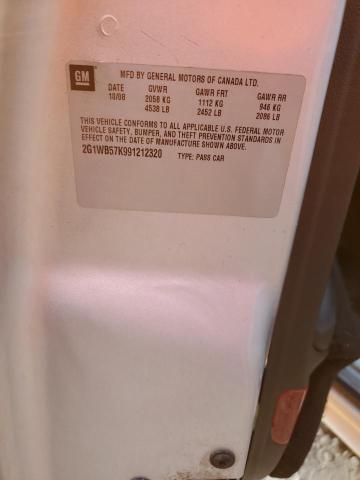 GM
MFD BY GENERAL MOTORS OF CANADA LTD.
DATE GVWR GAWR FRT GAWR RR
10/08 2058 KG 1112 KG 946 KG
4538 LB 2452 LB 2086 LB
THIS VEHICLE CONFORMS TO ALL APPLICABLE U.S. FEDERAL MOTOR
VEHICLE SAFETY, BUMPER, AND THEFT PREVENTION STANDARDS IN
EFFECT ON THE DATE OF MANUFACTURE SHOWN ABOVE.
2G1WB57K991212320 TYPE: PASS CAR